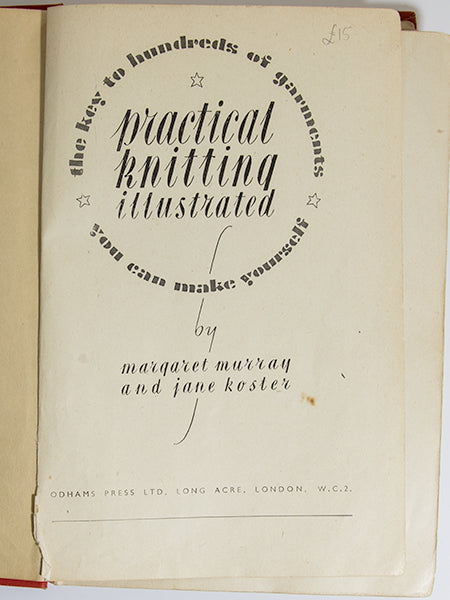 £15
the key to hundreds of garments
practical
knitting
illustrated
you can make yourself
by
margaret murray
and jane koster
ODHAMS PRESS LTD, LONG ACRE, LONDON, W.C.2.